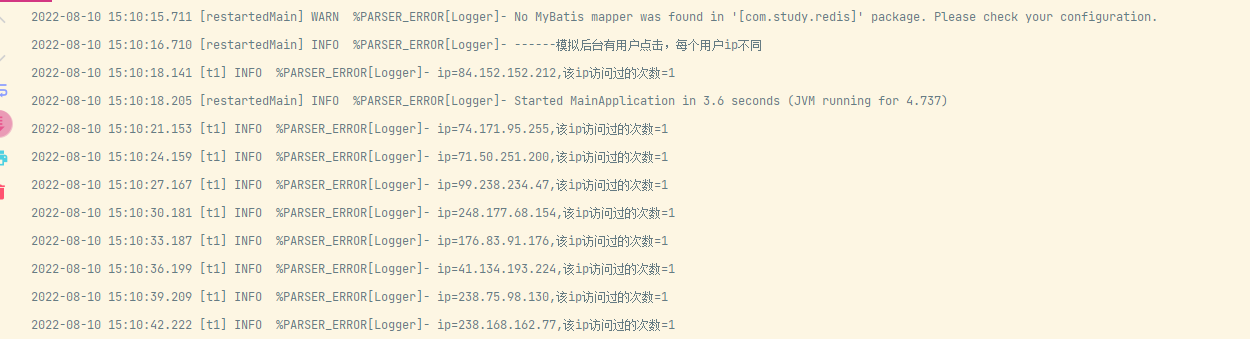 2022-08-10 15:10:15.711 [restartedMain] WARN  %PARSER_ERROR[Logger]- No MyBatis mapper was found in '[com.study.redis]' package. Please check your configuration.
2022-08-10 15:10:16.710 [restartedMain] INFO  %PARSER_ERROR[Logger]- ------模拟后台有用户点击，每个用户ip不同
2022-08-10 15:10:18.141 [t1] INFO  %PARSER_ERROR[Logger]- ip=84.152.152.212,该ip访问过的次数=1
2022-08-10 15:10:18.205 [restartedMain] INFO  %PARSER_ERROR[Logger]- Started MainApplication in 3.6 seconds (JVM running for 4.737)
2022-08-10 15:10:21.153 [t1] INFO  %PARSER_ERROR[Logger]- ip=74.171.95.255,该ip访问过的次数=1
2022-08-10 15:10:24.159 [t1] INFO  %PARSER_ERROR[Logger]- ip=71.50.251.200,该ip访问过的次数=1
2022-08-10 15:10:27.167 [t1] INFO  %PARSER_ERROR[Logger]- ip=99.238.234.47,该ip访问过的次数=1
2022-08-10 15:10:30.181 [t1] INFO  %PARSER_ERROR[Logger]- ip=248.177.68.154,该ip访问过的次数=1
2022-08-10 15:10:33.187 [t1] INFO  %PARSER_ERROR[Logger]- ip=176.83.91.176,该ip访问过的次数=1
2022-08-10 15:10:36.199 [t1] INFO  %PARSER_ERROR[Logger]- ip=41.134.193.224,该ip访问过的次数=1
2022-08-10 15:10:39.209 [t1] INFO  %PARSER_ERROR[Logger]- ip=238.75.98.130,该ip访问过的次数=1
2022-08-10 15:10:42.222 [t1] INFO  %PARSER_ERROR[Logger]- ip=238.168.162.77,该ip访问过的次数=1